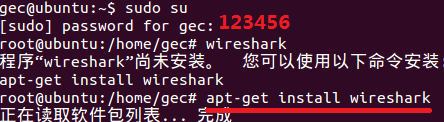 gec@ubuntu:~$ sudo su
[sudo] password for gec: 123456
root@ubuntu:/home/gec# wireshark
程序“wireshark”尚未安装。 您可以使用以下命令安装:
apt-get install wireshark
root@ubuntu:/home/gec# apt-get install wireshark
正在读取软件包列表... 完成